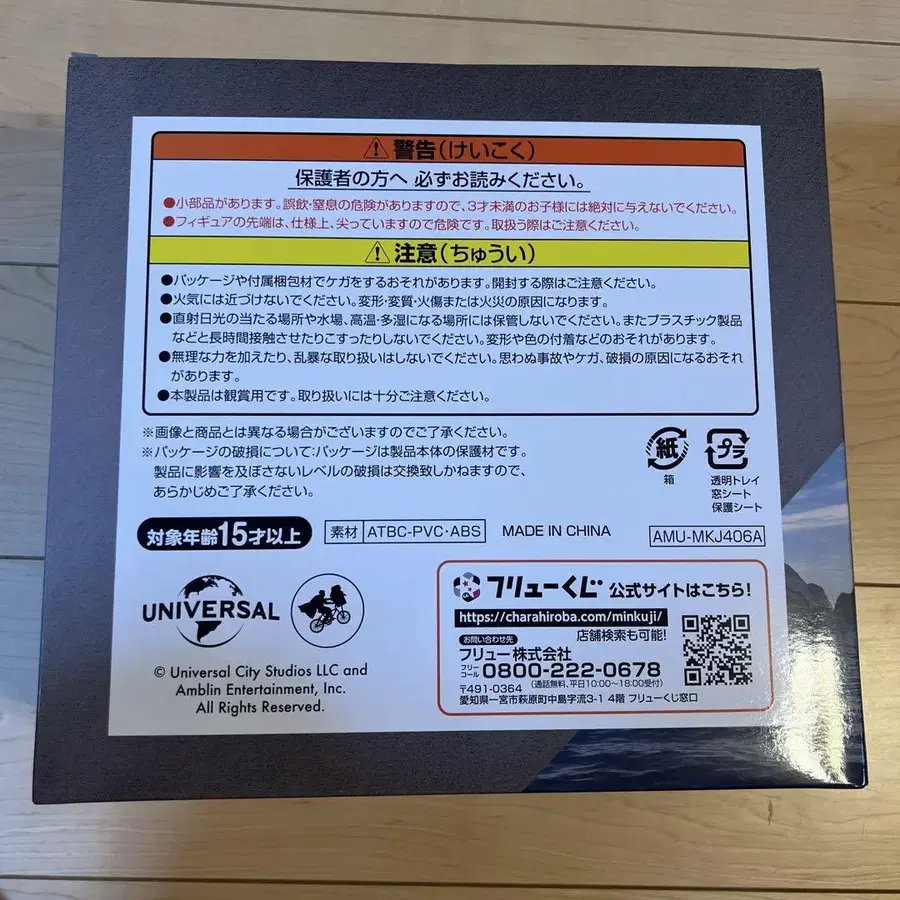 警告(けいこく)
保護者の方へ 必ずお読みください。
●小部品があります。誤飲・窒息の危険がありますので、3才未満のお子様には絶対に与えないでください。
●フィギュアの先端は、仕様上、尖っていますので危険です。取扱う際はご注意ください。
注意(ちゅうい)
●パッケージや付属梱包材でケガをするおそれがあります。開封する際はご注意ください。
●火気には近づけないでください。変形・変質・火傷または火災の原因になります。
●直射日光の当たる場所や水場、高温・多湿になる場所には保管しないでください。またプラスチック製品
などと長時間接触させたりこすったりしないでください。変形や色の付着などのおそれがあります。
●無理な力を加えたり、乱暴な取り扱いはしないでください。思わぬ事故やケガ、破損の原因になるおそれ
があります。
●本製品は観賞用です。取り扱いには十分ご注意ください。
※画像と商品とは異なる場合がございますのでご了承ください。
※パッケージの破損について:パッケージは製品本体の保護材です。
製品に影響を及ぼさないレベルの破損は交換致しかねますので、
あらかじめご了承ください。
紙
箱
プラ
透明トレイ
窓シート
保護シート
対象年齢15才以上
素材 ATBC-PVC・ABS
MADE IN CHINA
AMU-MKJ406A
UNIVERSAL
© Universal City Studios LLC and
Amblin Entertainment, Inc.
All Rights Reserved.
フリューくじ 公式サイトはこちら!
https://charahiroba.com/minkuji/
店舗検索も可能!
お問い合わせ先
フリュー株式会社
フリーコール 0800-222-0678
(通話無料、平日10:00~18:00受付)
〒491-0364
愛知県一宮市萩原町中島字流3-1 4階 フリューくじ窓口